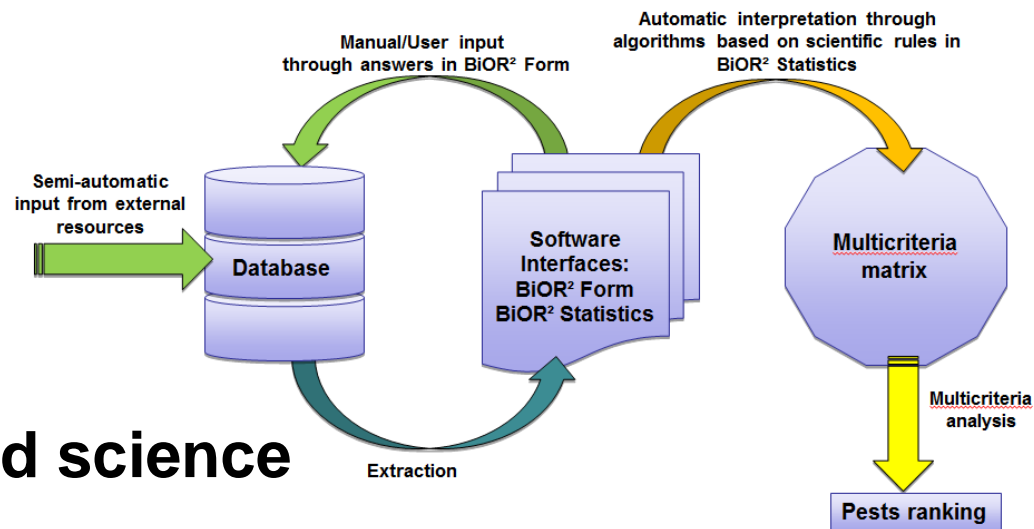 Manual/User input
through answers in BiOR² Form
Automatic interpretation through
algorithms based on scientific rules in
BiOR² Statistics
Semi-automatic
input from external
resources
Database
Software
Interfaces:
BiOR² Form
BiOR² Statistics
Multicriteria
matrix
Extraction
Multicriteria
analysis
d science
Pests ranking